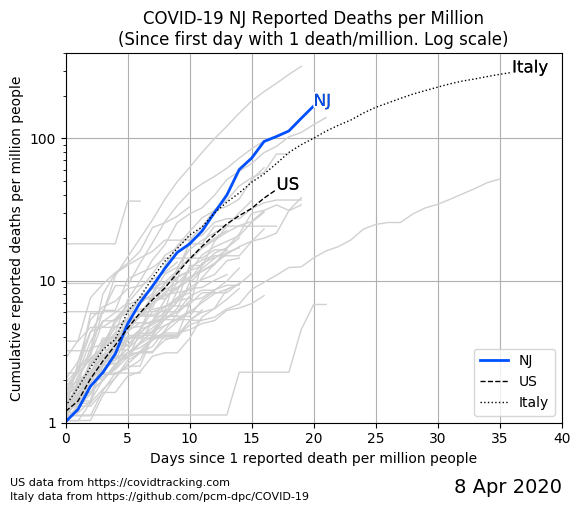 COVID-19 NJ Reported Deaths per Million
(Since first day with 1 death/million. Log scale)
Cumulative reported deaths per million people
100
10
1
Italy
NJ
US
NJ
US
Italy
0 5 10 15 20 25 30 35 40
Days since 1 reported death per million people
US data from https://covidtracking.com
Italy data from https://github.com/pcm-dpc/COVID-19
8 Apr 2020